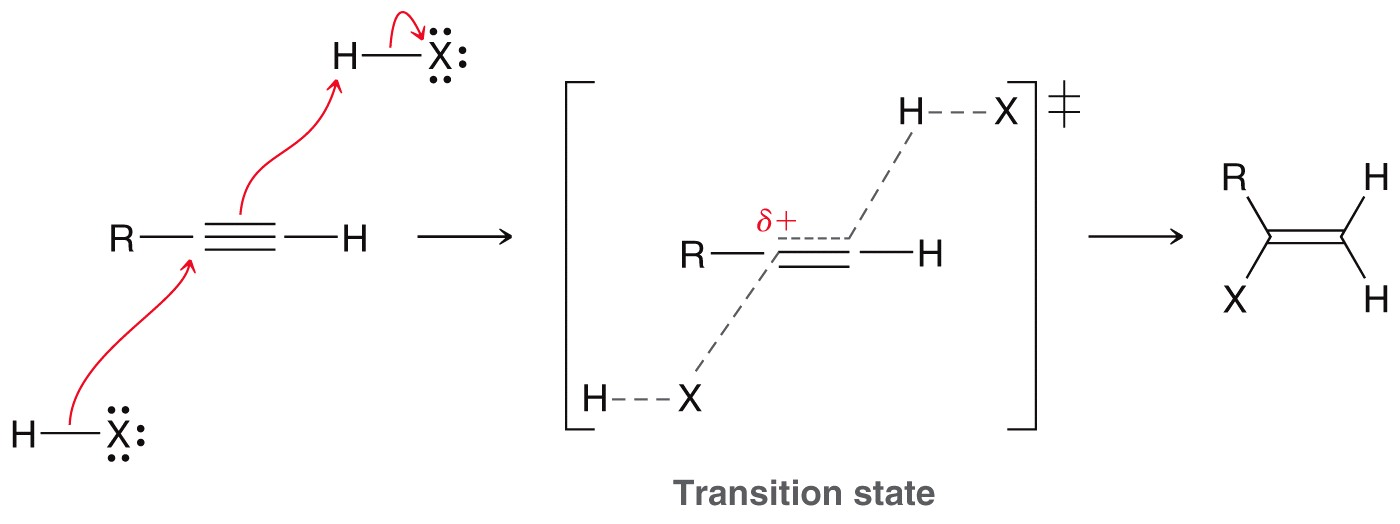 H X
H X ‡
R H
δ+
R H
R H
X H
H X
H X
Transition state